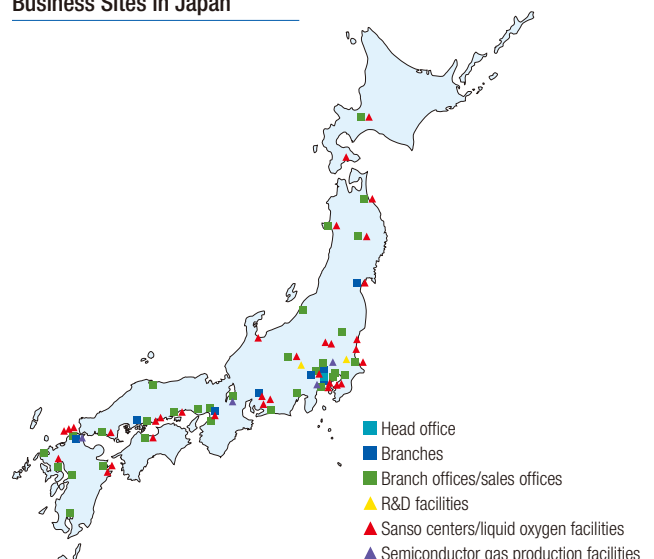 Business Sites in Japan
Head office
Branches
Branch offices/sales offices
R&D facilities
Sanso centers/liquid oxygen facilities
Semiconductor gas production facilities